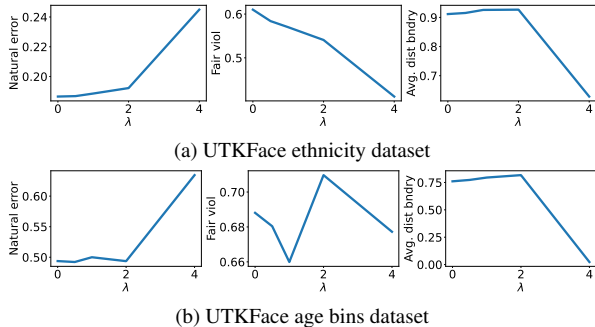 Natural error
0.24
0.20
0 2 4
λ
Fair viol
0.6
0.5
0 2 4
λ
Avg. dist bndry
0.9
0.8
0.7
0 2 4
λ
(a) UTKFace ethnicity dataset
Natural error
0.60
0.55
0.50
0 2 4
λ
Fair viol
0.70
0.68
0.66
0 2 4
λ
Avg. dist bndry
0.75
0.50
0.25
0.00
0 2 4
λ
(b) UTKFace age bins dataset